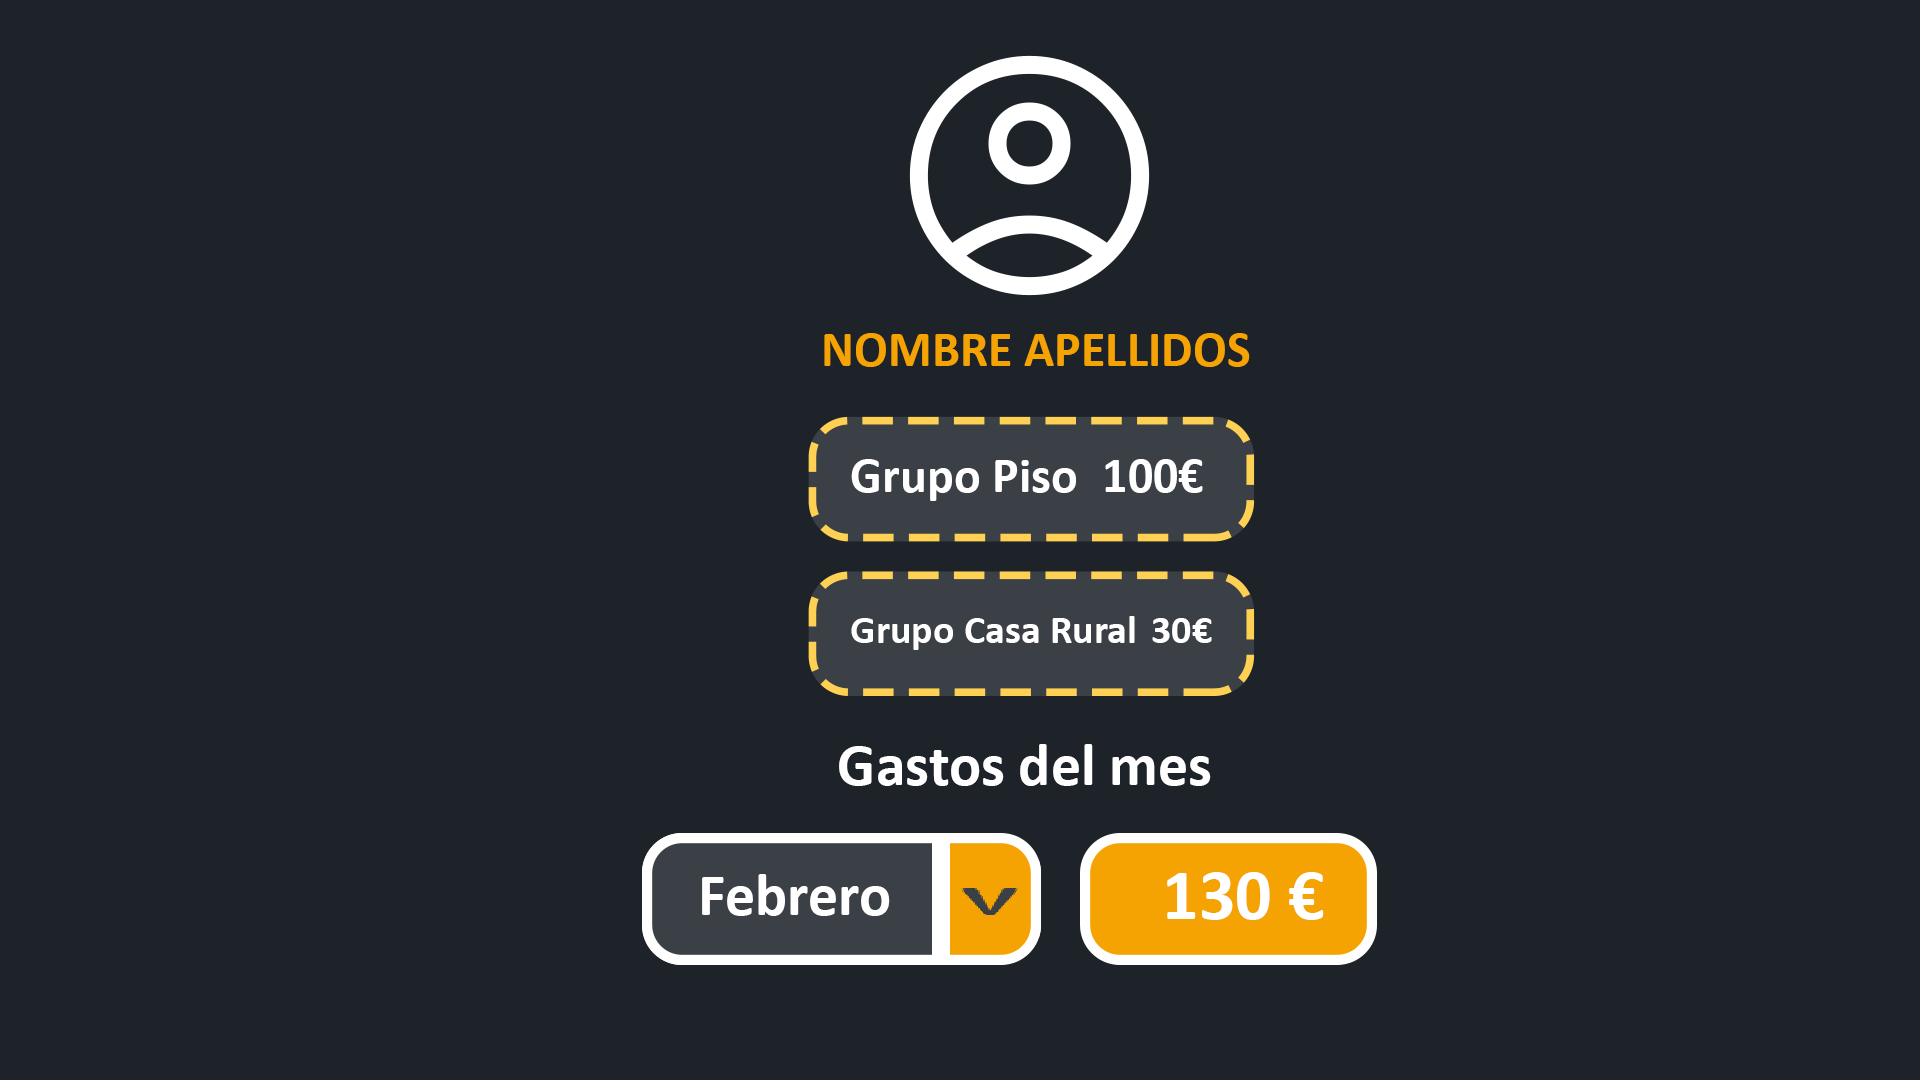 NOMBRE APELLIDOS
Grupo Piso 100€
Grupo Casa Rural 30€
Gastos del mes
Febrero
130 €